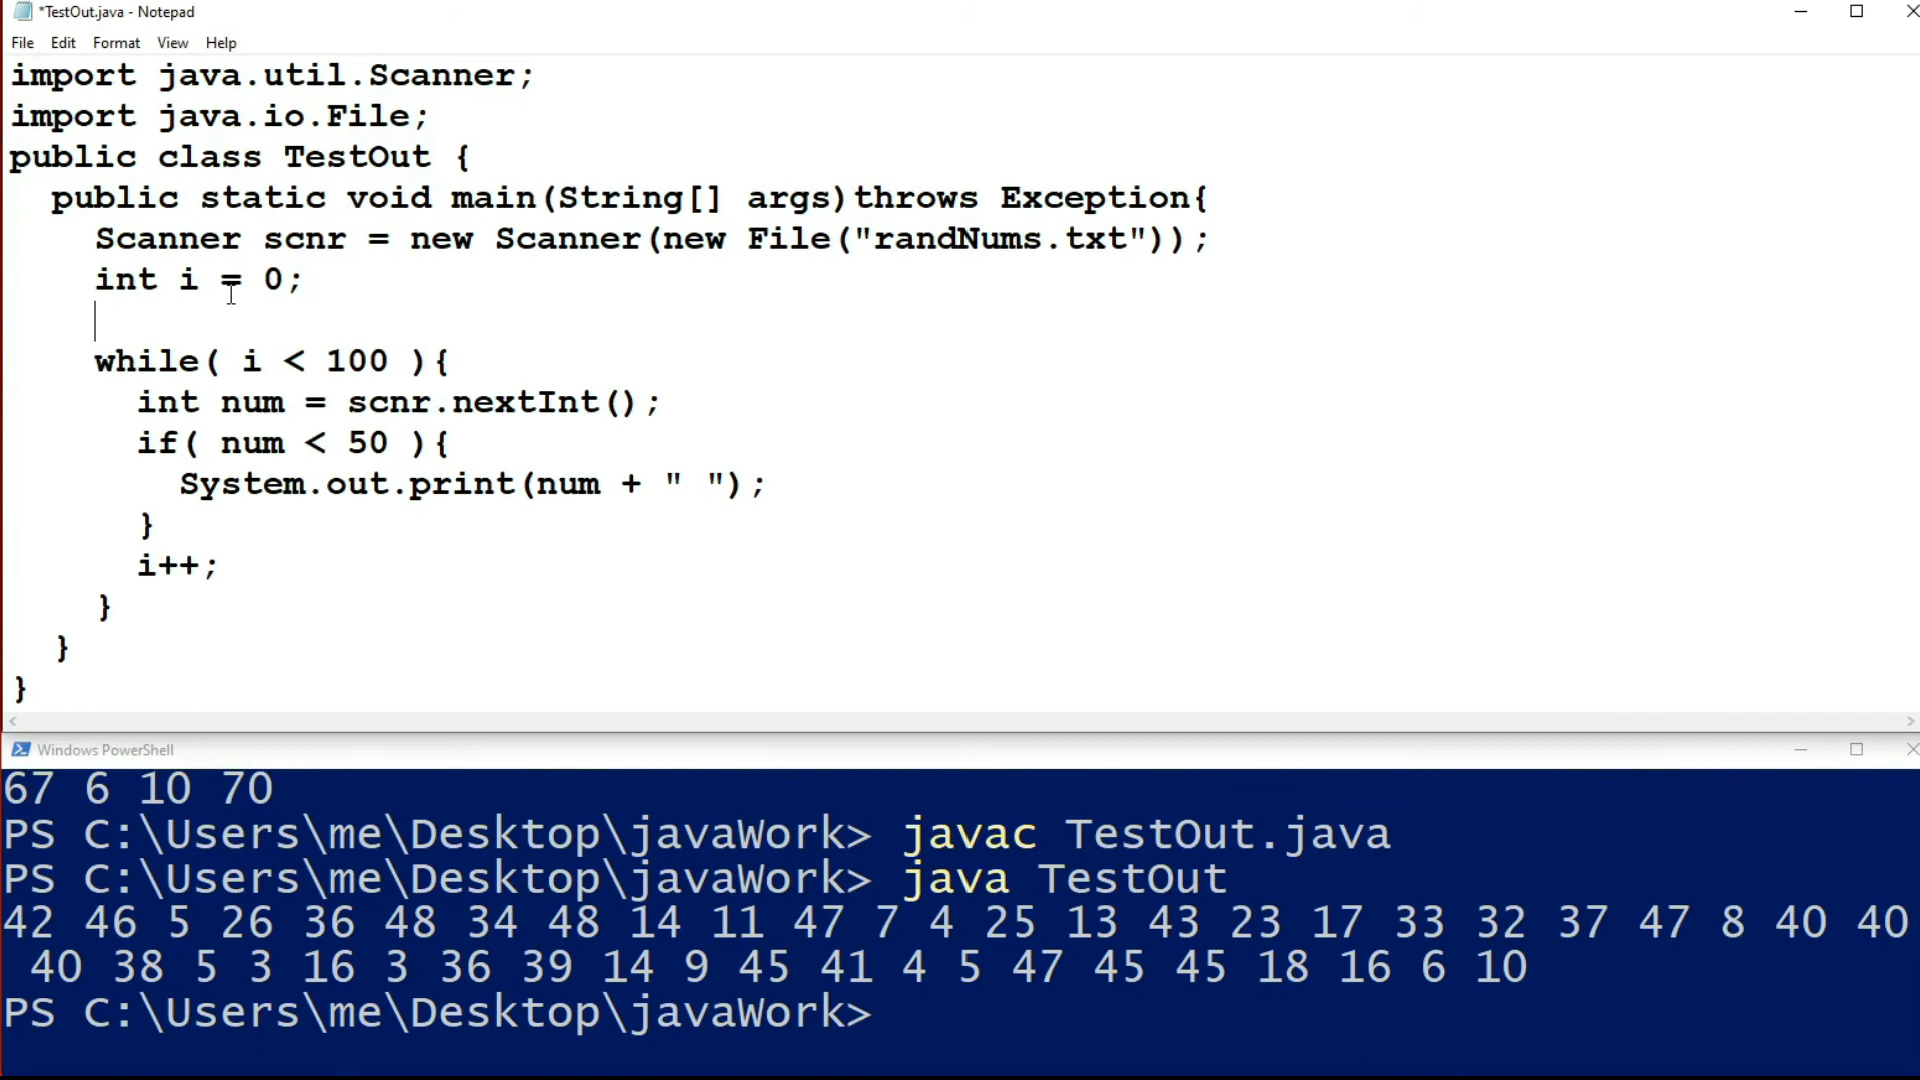 *TestOut.java - Notepad
File Edit Format View Help
import java.util.Scanner;
import java.io.File;
public class TestOut {
public static void main(String[] args)throws Exception{
Scanner scnr = new Scanner(new File("randNums.txt"));
int i = 0;
while( i < 100 ){
int num = scnr.nextInt();
if( num < 50 ){
System.out.print(num + " ");
}
i++;
}
}
}
Windows PowerShell
67 6 10 70
PS C:\Users\me\Desktop\javaWork> javac TestOut.java
PS C:\Users\me\Desktop\javaWork> java TestOut
42 46 5 26 36 48 34 48 14 11 47 7 4 25 13 43 23 17 33 32 37 47 8 40 40
40 38 5 3 16 3 36 39 14 9 45 41 4 5 47 45 45 18 16 6 10
PS C:\Users\me\Desktop\javaWork>